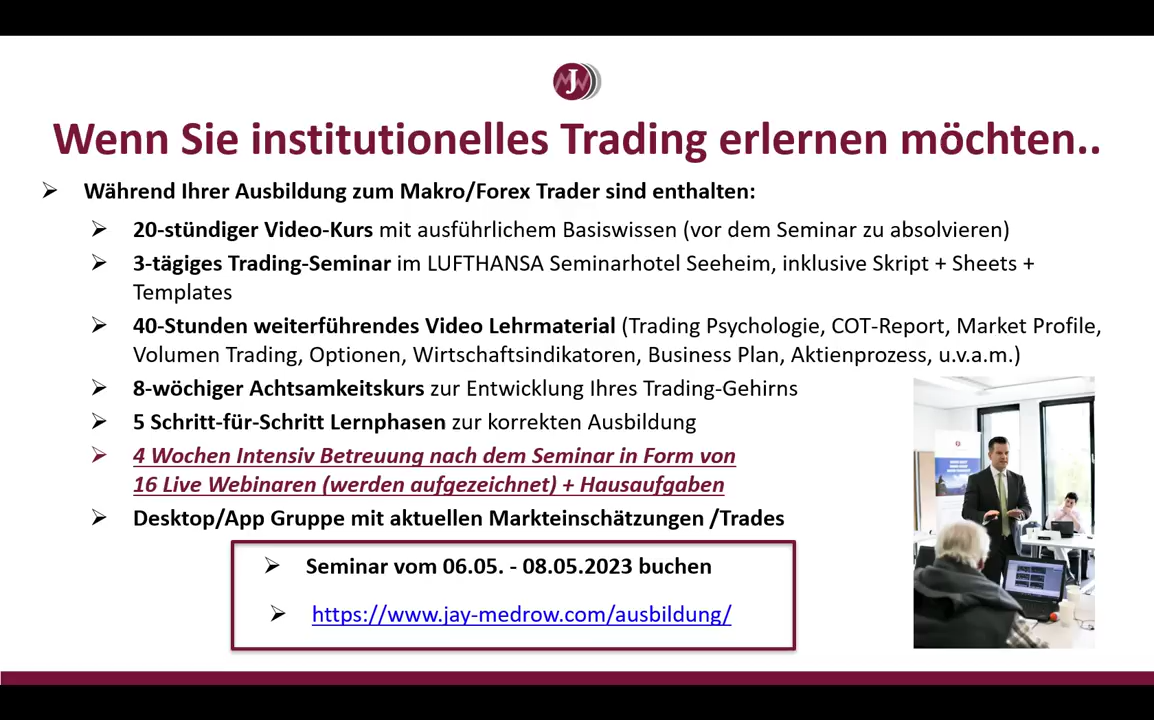 J
Wenn Sie institutionelles Trading erlernen möchten..
Während Ihrer Ausbildung zum Makro/Forex Trader sind enthalten:
20-stündiger Video-Kurs mit ausführlichem Basiswissen (vor dem Seminar zu absolvieren)
3-tägiges Trading-Seminar im LUFTHANSA Seminarhotel Seeheim, inklusive Skript + Sheets +
Templates
40-Stunden weiterführendes Video Lehrmaterial (Trading Psychologie, COT-Report, Market Profile,
Volumen Trading, Optionen, Wirtschaftsindikatoren, Business Plan, Aktienprozess, u.v.a.m.)
8-wöchiger Achtsamkeitskurs zur Entwicklung Ihres Trading-Gehirns
5 Schritt-für-Schritt Lernphasen zur korrekten Ausbildung
4 Wochen Intensiv Betreuung nach dem Seminar in Form von
16 Live Webinaren (werden aufgezeichnet) + Hausaufgaben
Desktop/App Gruppe mit aktuellen Markteinschätzungen /Trades
Seminar vom 06.05. - 08.05.2023 buchen
https://www.jay-medrow.com/ausbildung/